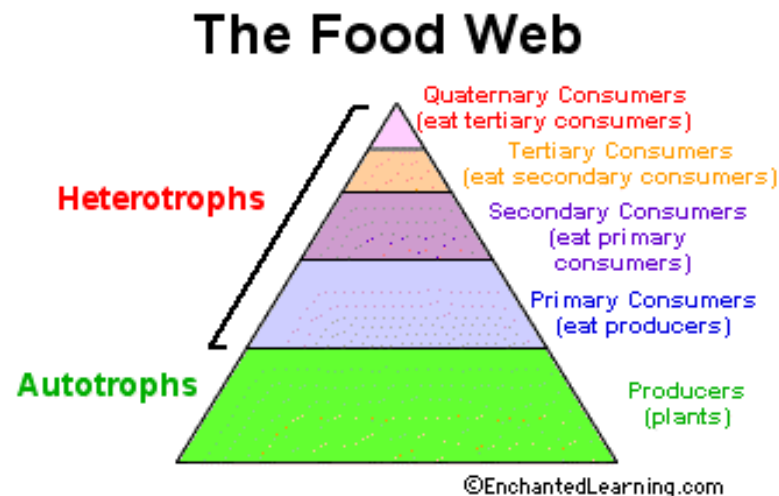 The Food Web
Quaternary Consumers
(eat tertiary consumers)
Tertiary Consumers
(eat secondary consumers)
Heterotrophs
Secondary Consumers
(eat primary
consumers)
Primary Consumers
(eat producers)
Autotrophs
Producers
(plants)
©EnchantedLearning.com